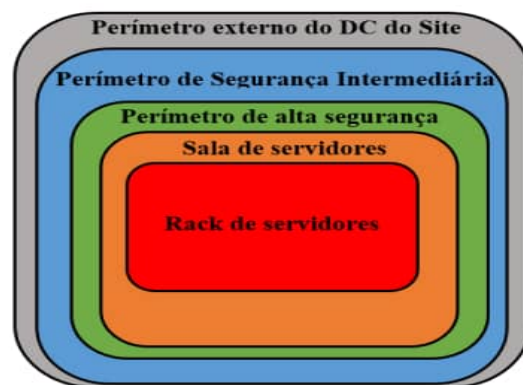 Perímetro externo do DC do Site
Perímetro de Segurança Intermediária
Perímetro de alta segurança
Sala de servidores
Rack de servidores